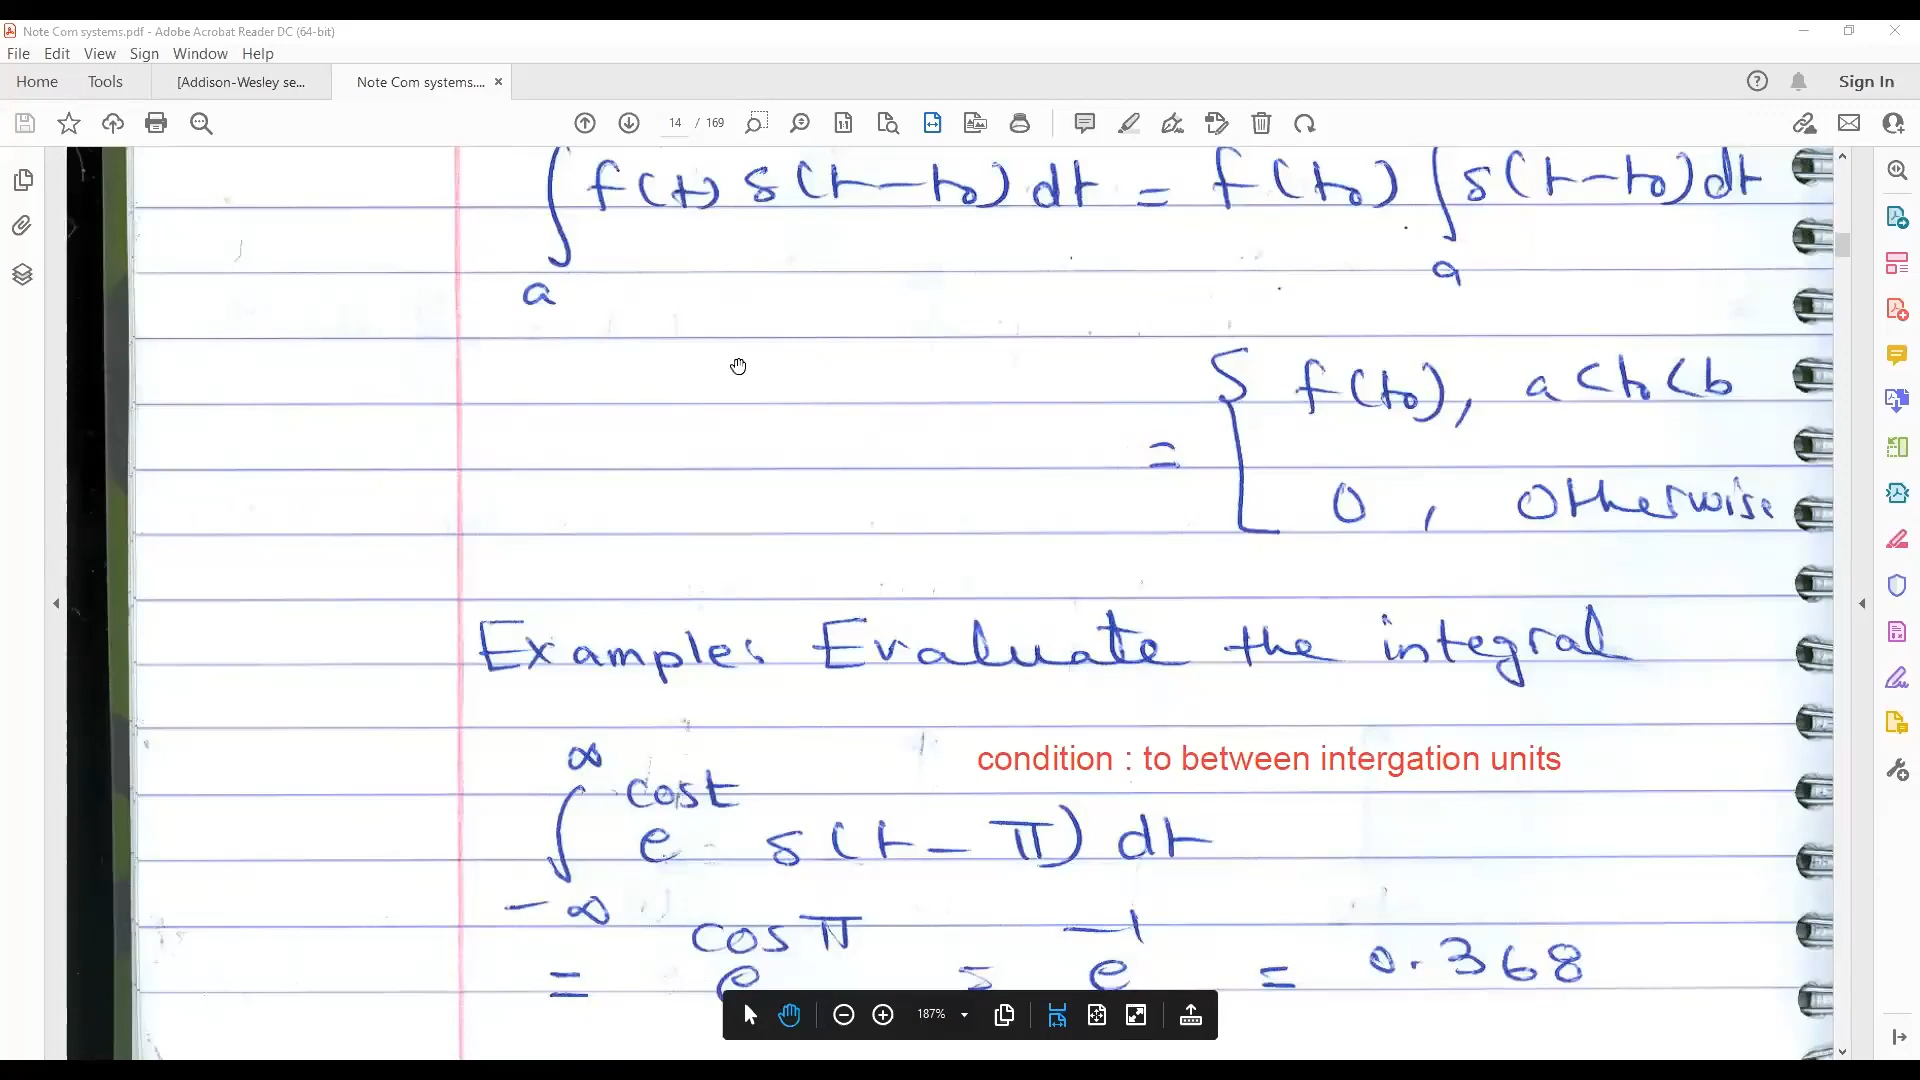 Note Com systems.pdf - Adobe Acrobat Reader DC (64-bit)
File Edit View Sign Window Help
Home Tools [Addison-Wesley se... Note Com systems.... × Sign In
14 / 169
∫ f(t) δ(t-t₀) dt = f(t₀) ∫ δ(t-t₀) dt
a a
= { f(t₀), a<t₀<b
0 , Otherwise
Example: Evaluate the integral
condition : to between intergation units
∞
∫ e^cost δ(t - π) dt
-∞
= e^cosπ = e^-1 = 0.368
187%